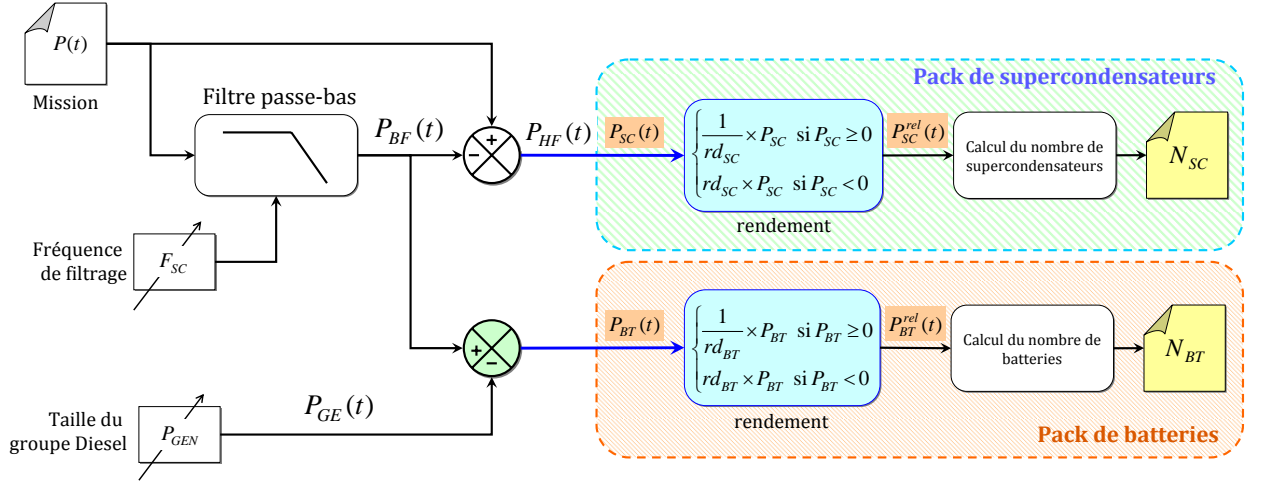 P(t)
Mission
Filtre passe-bas
P_BF(t)
Fréquence
de filtrage
F_SC
Taille du
groupe Diesel
P_GEN
P_GE(t)
+
−
P_HF(t)
+
−
Pack de supercondensateurs
P_SC(t)
1/rd_SC × P_SC si P_SC ≥ 0
rd_SC × P_SC si P_SC < 0
rendement
P_SC^rel(t)
Calcul du nombre de
supercondensateurs
N_SC
P_BT(t)
1/rd_BT × P_BT si P_BT ≥ 0
rd_BT × P_BT si P_BT < 0
rendement
P_BT^rel(t)
Calcul du nombre de
batteries
N_BT
Pack de batteries